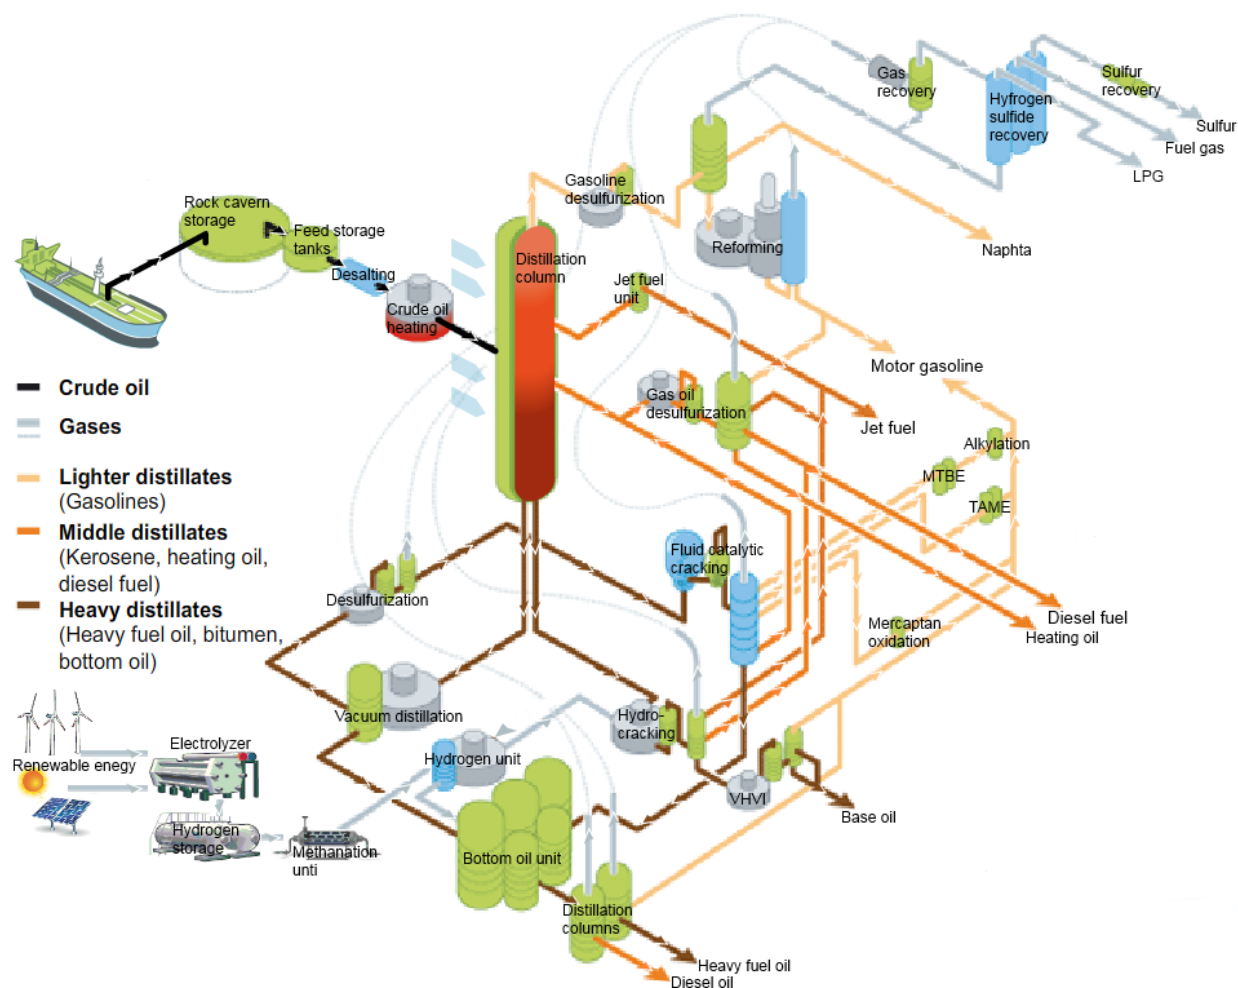 Gas
recovery
Sulfur
recovery
Hyfrogen
sulfide
recovery
Sulfur
Fuel gas
LPG
Gasoline
desulfurization
Rock cavern
storage
Feed storage
tanks
Desalting
Crude oil
heating
Distillation
column
Reforming
Naphta
Jet fuel
unit
Motor gasoline
Gas oil
desulfurization
Jet fuel
Crude oil
Gases
Lighter distillates
(Gasolines)
Middle distillates
(Kerosene, heating oil,
diesel fuel)
Heavy distillates
(Heavy fuel oil, bitumen,
bottom oil)
Alkylation
MTBE
TAME
Fluid catalytic
cracking
Desulfurization
Mercaptan
oxidation
Diesel fuel
Heating oil
Vacuum distillation
Hydro-
cracking
Hydrogen unit
VHVI
Base oil
Renewable enegy
Electrolyzer
Hydrogen
storage
Methanation
unti
Bottom oil unit
Distillation
columns
Heavy fuel oil
Diesel oil